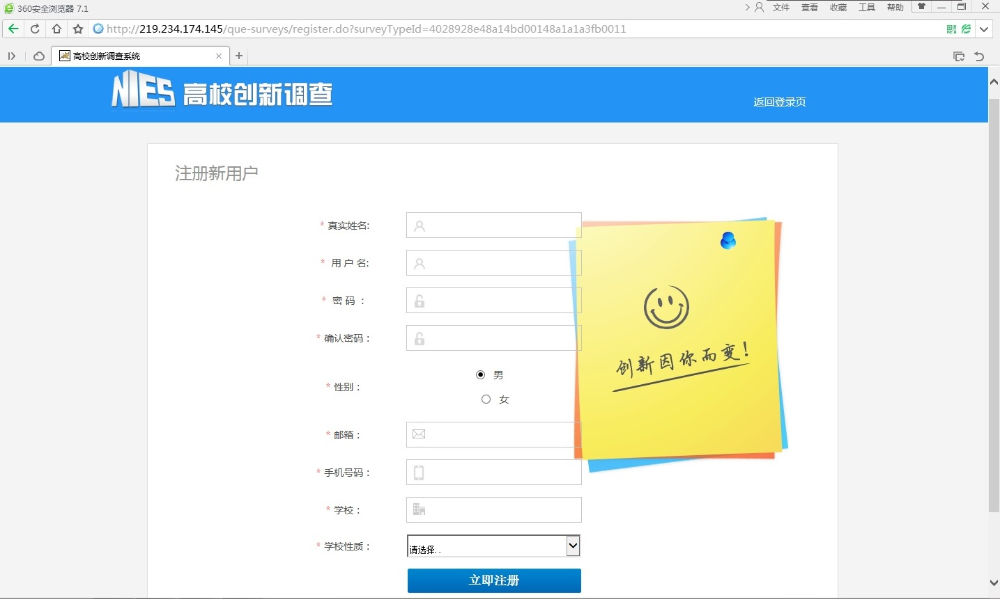 360安全浏览器 7.1
文件 查看 收藏 工具 帮助
http://219.234.174.145/que-surveys/register.do?surveyTypeId=4028928e48a14bd00148a1a1a3fb0011
高校创新调查系统
NIES 高校创新调查
返回登录页
注册新用户
* 真实姓名:
* 用 户 名:
* 密 码 ：
* 确认密码：
创新因你而变!
* 性别：
男
女
* 邮箱：
* 手机号码：
* 学校：
* 学校性质：
请选择. .
立即注册